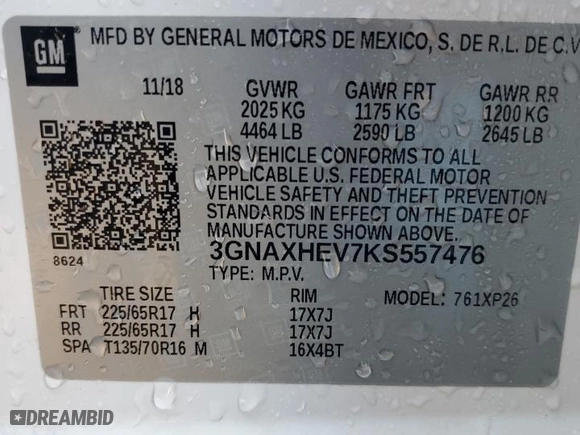 GM MFD BY GENERAL MOTORS DE MEXICO, S. DE R.L. DE C.V
11/18 GVWR GAWR FRT GAWR RR
2025 KG 1175 KG 1200 KG
4464 LB 2590 LB 2645 LB
THIS VEHICLE CONFORMS TO ALL
APPLICABLE U.S. FEDERAL MOTOR
VEHICLE SAFETY AND THEFT PREVENTION
STANDARDS IN EFFECT ON THE DATE OF
MANUFACTURE SHOWN ABOVE.
3GNAXHEV7KS557476
8624
TYPE: M.P.V.
TIRE SIZE RIM MODEL: 761XP26
FRT 225/65R17 H 17X7J
RR 225/65R17 H 17X7J
SPA T135/70R16 M 16X4BT
DREAMBID